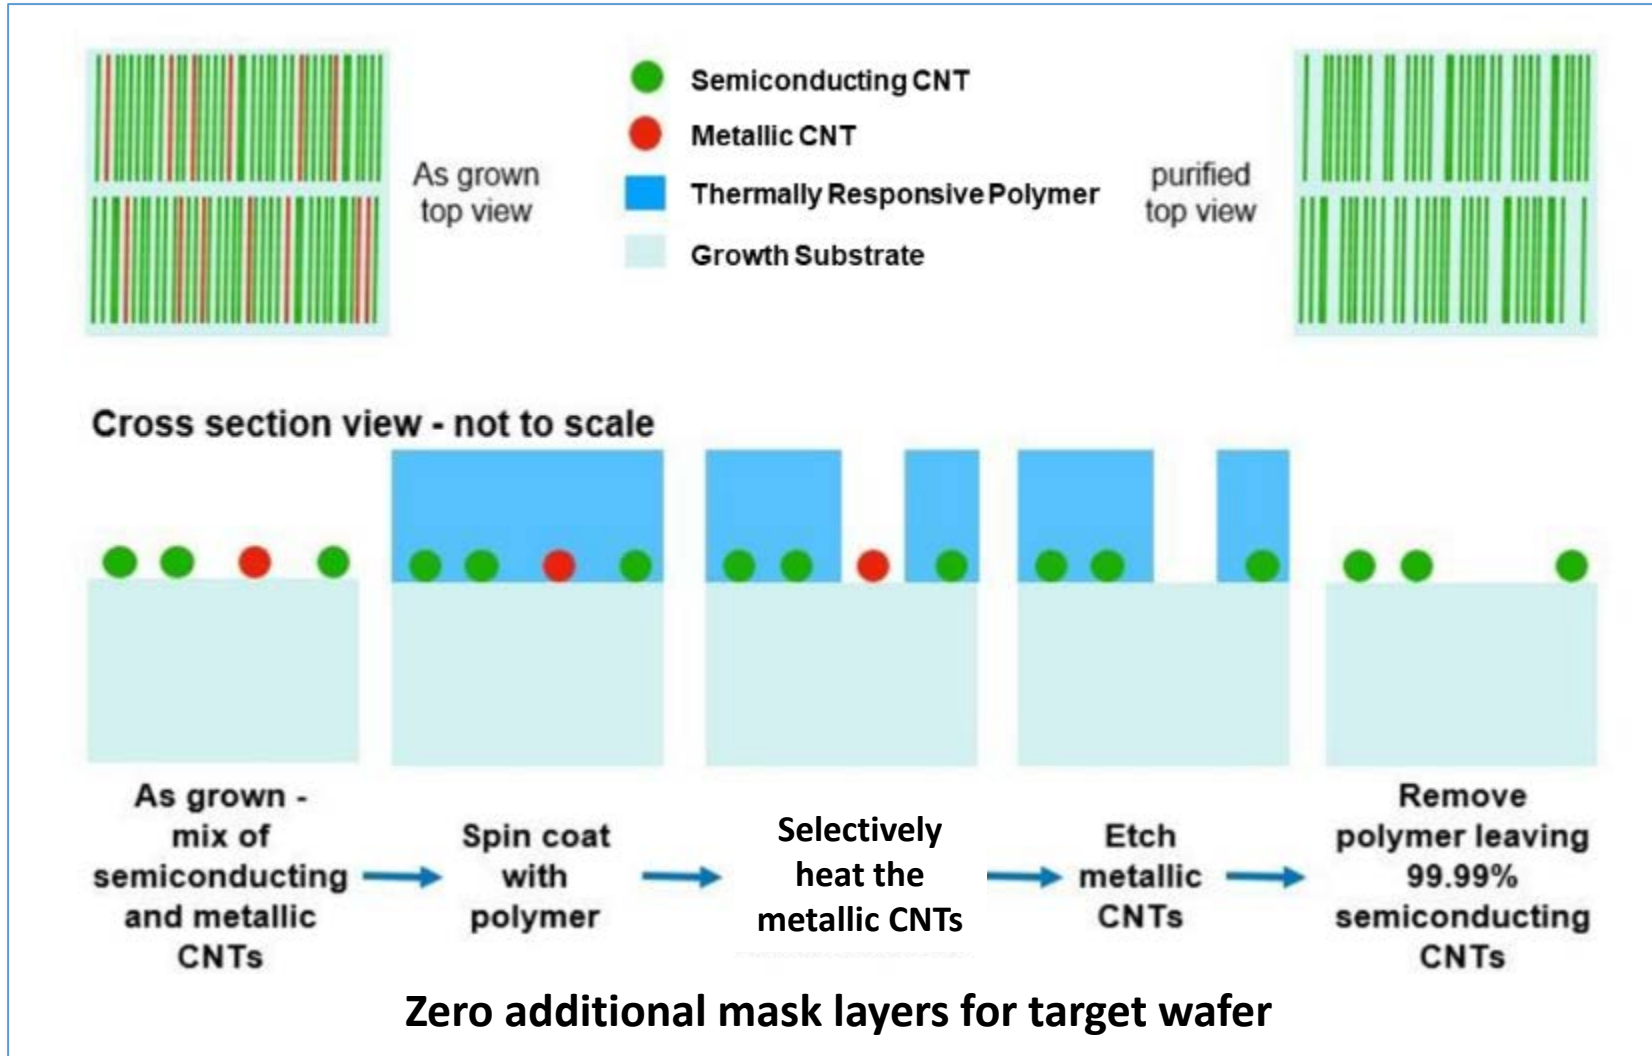 As grown
top view
Semiconducting CNT
Metallic CNT
Thermally Responsive Polymer
Growth Substrate
purified
top view
Cross section view - not to scale
As grown -
mix of
semiconducting
and metallic
CNTs
Spin coat
with
polymer
Selectively
heat the
metallic CNTs
Etch
metallic
CNTs
Remove
polymer leaving
99.99%
semiconducting
CNTs
Zero additional mask layers for target wafer